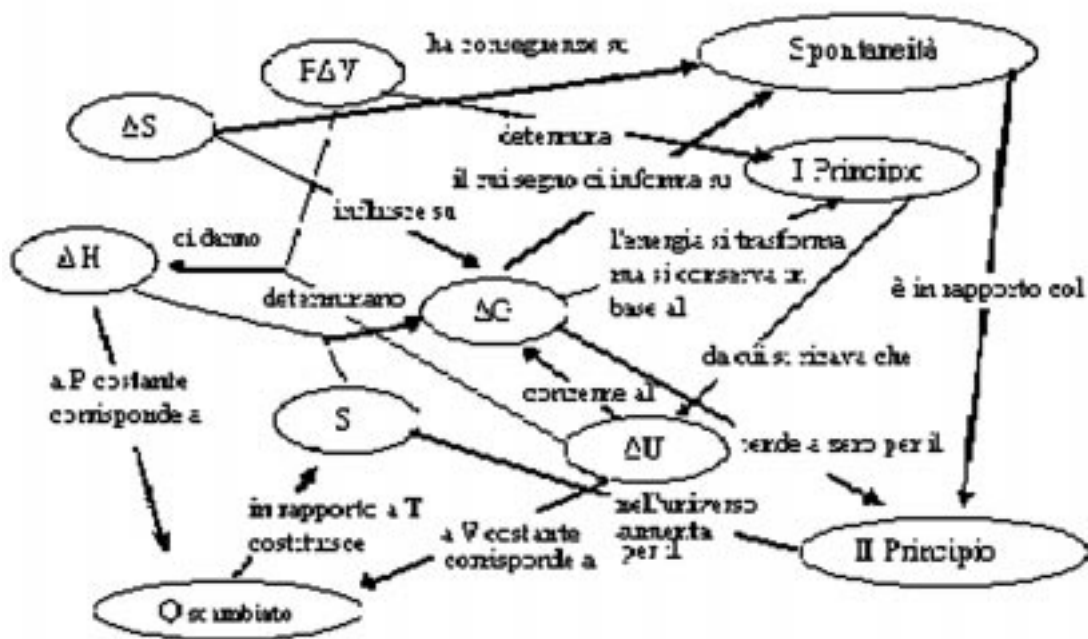 ha conseguenze su
Spontaneità
PΔV
ΔS
determina
I Principio
il cui segno ci informa su
influisce su
ci danno
l'energia si trasforma
ma si conserva in
base al
ΔH
determinano
ΔG
è in rapporto col
da cui si ricava che
a P costante
corrisponde a
concerne al
S
ΔU
tende a zero per il
in rapporto a T
costituisce
nell'universo
aumenta
per il
a V costante
corrisponde a
II Principio
Q scambiato